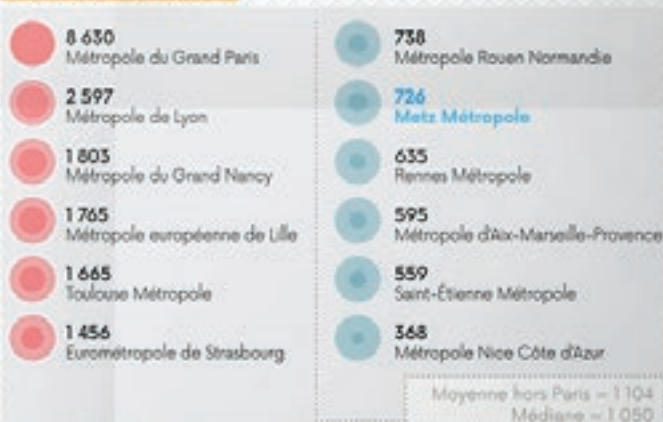 8 630
Métropole du Grand Paris
2 597
Métropole de Lyon
1 803
Métropole du Grand Nancy
1 765
Métropole européenne de Lille
1 665
Toulouse Métropole
1 456
Eurométropole de Strasbourg
738
Métropole Rouen Normandie
726
Metz Métropole
635
Rennes Métropole
595
Métropole d'Aix-Marseille-Provence
559
Saint-Étienne Métropole
368
Métropole Nice Côte d'Azur
Moyenne hors Paris = 1 104
Médiane = 1 050